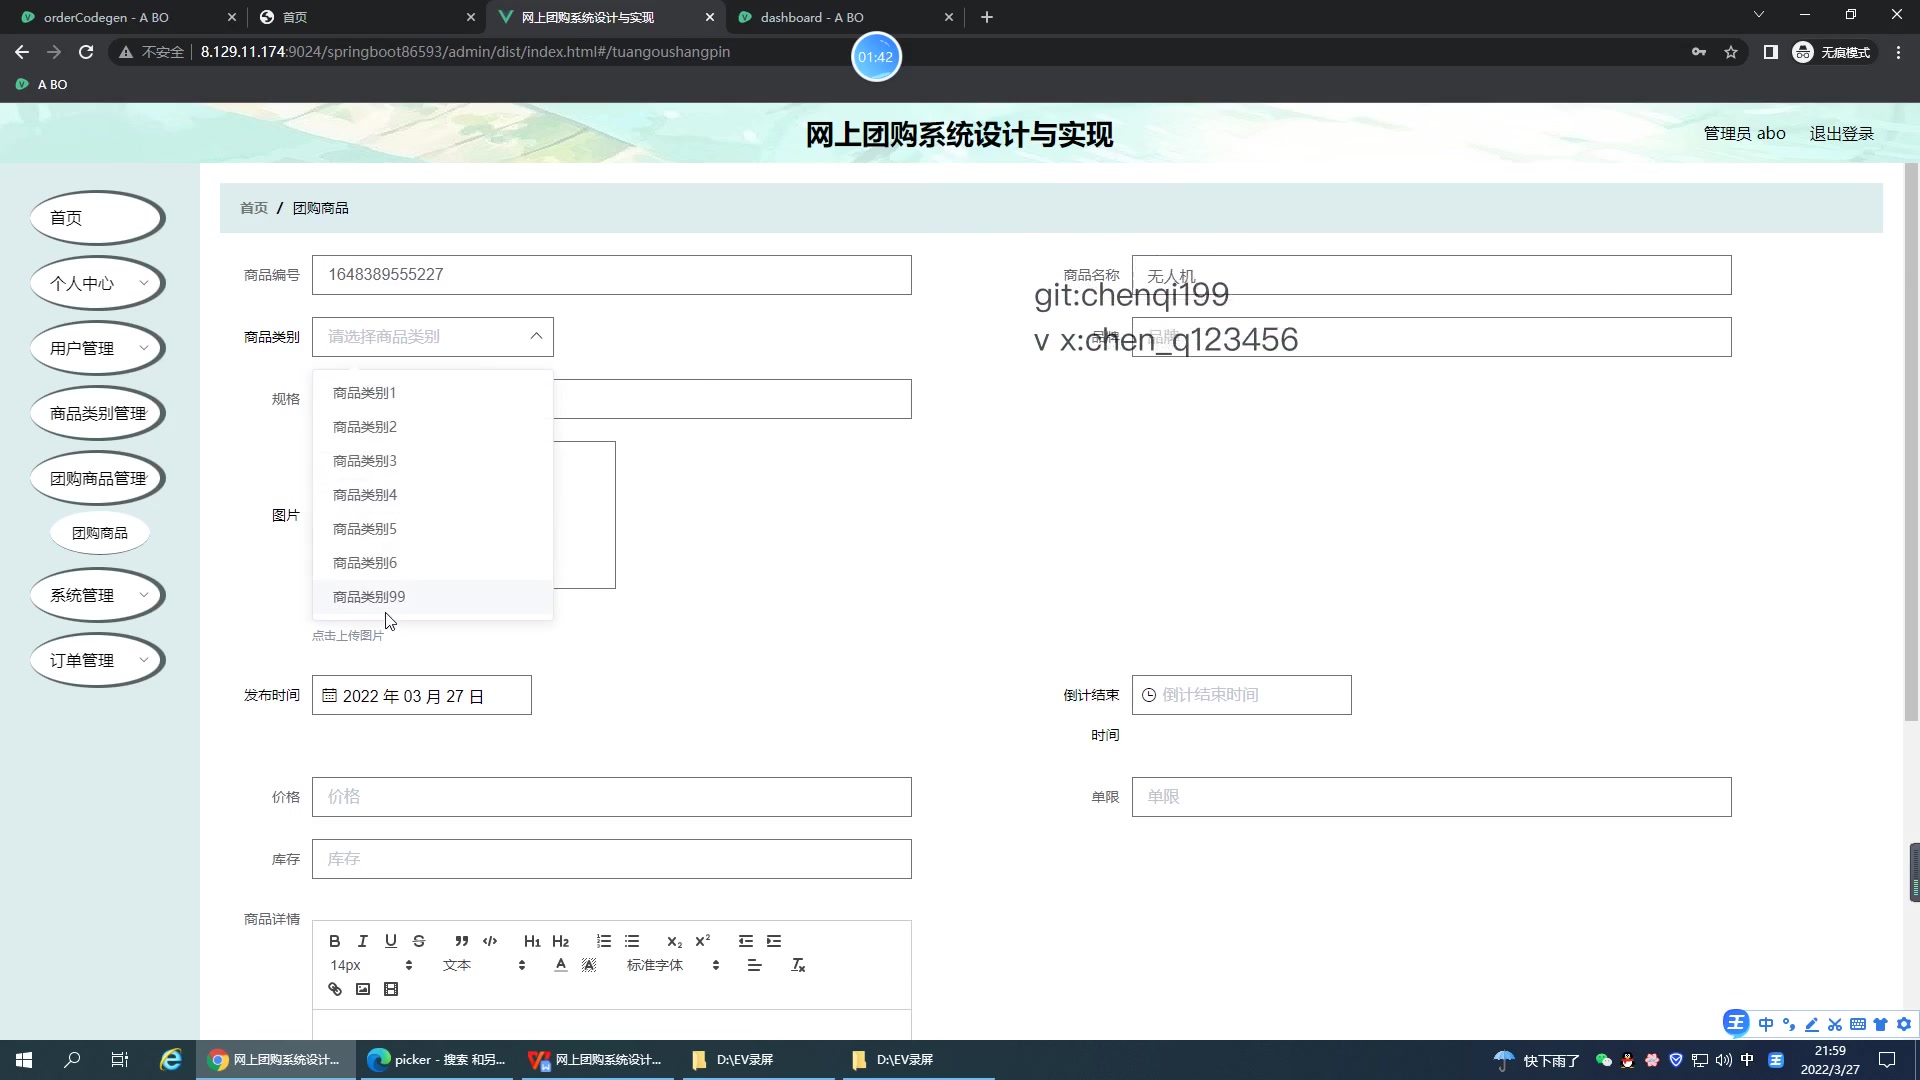 orderCodegen - A BO
首页
网上团购系统设计与实现
dashboard - A BO
不安全
8.129.11.174:9024/springboot86593/admin/dist/index.html#/tuangoushangpin
01:42
无痕模式
A BO
网上团购系统设计与实现
管理员 abo
退出登录
首页
个人中心
用户管理
商品类别管理
团购商品管理
团购商品
系统管理
订单管理
首页 / 团购商品
商品编号
1648389555227
商品名称
无人机
git:chenqi199
商品类别
请选择商品类别
品牌
品牌
v x:chen_q123456
规格
商品类别1
商品类别2
商品类别3
商品类别4
商品类别5
商品类别6
商品类别99
图片
点击上传图片
发布时间
2022 年 03 月 27 日
倒计结束
时间
倒计结束时间
价格
价格
单限
单限
库存
库存
商品详情
B I U S H1 H2 X2 X2
14px
文本
A A
标准字体
Tx
王 中
网上团购系统设计...
picker - 搜索 和另...
网上团购系统设计...
D:\EV录屏
D:\EV录屏
快下雨了
中
王
21:59
2022/3/27